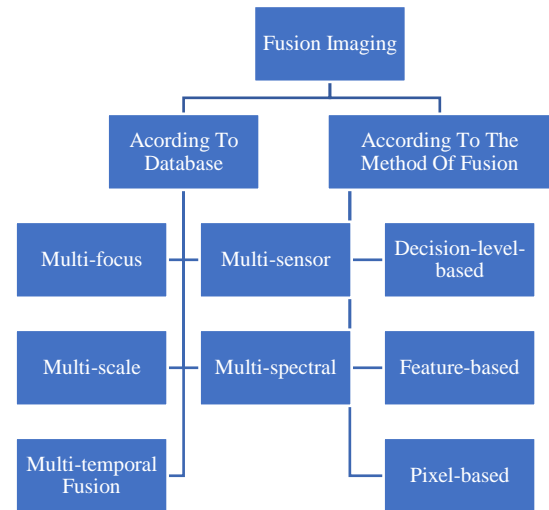 Fusion Imaging
Acording To
Database
According To The
Method Of Fusion
Multi-focus
Multi-sensor
Decision-level-
based
Multi-scale
Multi-spectral
Feature-based
Multi-temporal
Fusion
Pixel-based